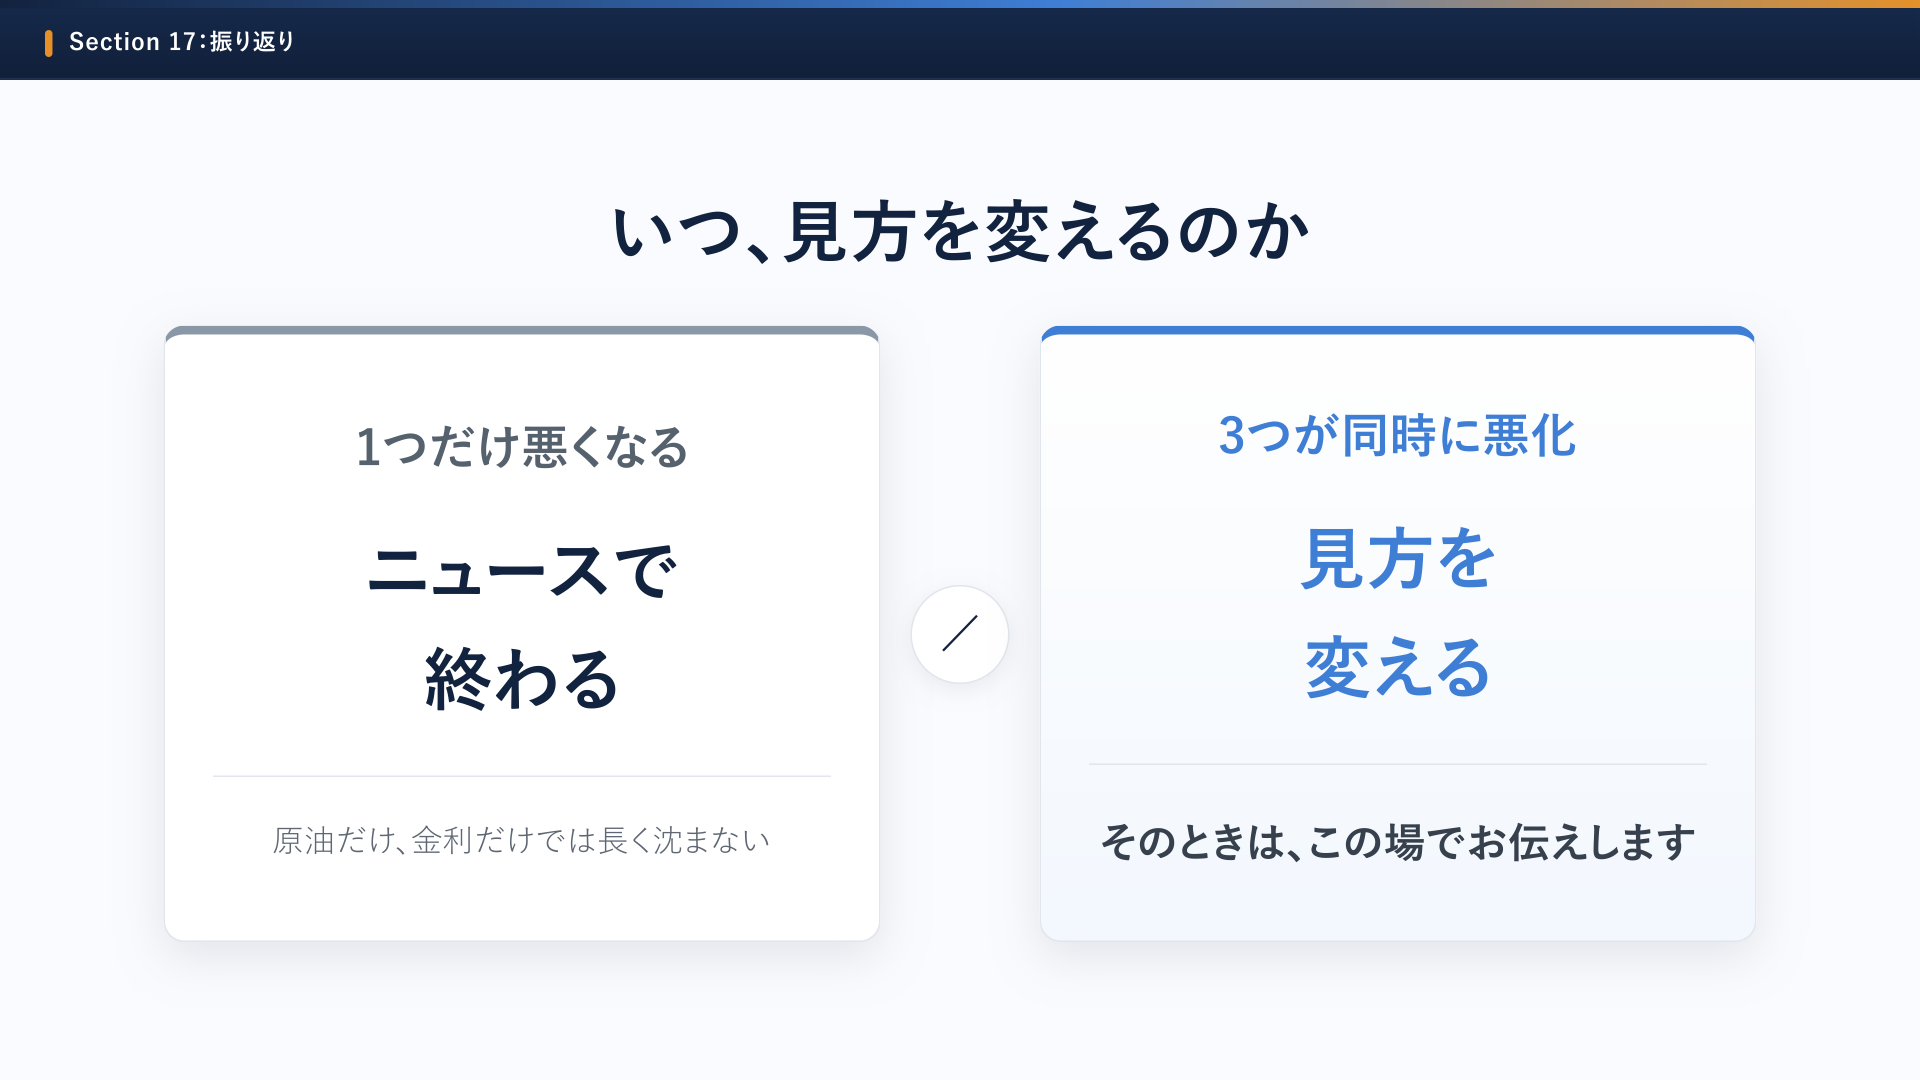 Section 17：振り返り
いつ、見方を変えるのか
1つだけ悪くなる
ニュースで
終わる
原油だけ、金利だけでは長く沈まない
／
3つが同時に悪化
見方を
変える
そのときは、この場でお伝えします